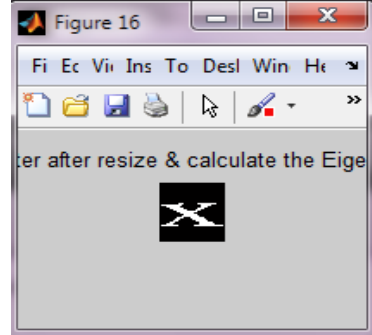 Figure 16
Fi Ec Vi Ins To Desl Win He
»
ter after resize & calculate the Eige
X